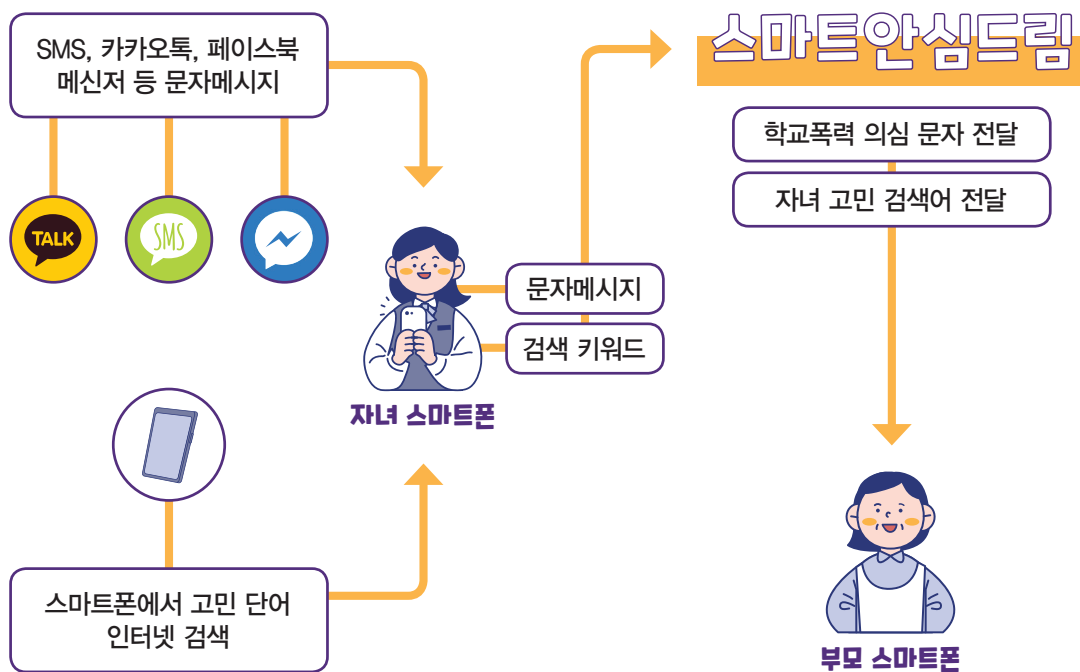 SMS, 카카오톡, 페이스북
메신저 등 문자메시지
TALK
SMS
스마트폰에서 고민 단어
인터넷 검색
자녀 스마트폰
문자메시지
검색 키워드
스마트안심드림
학교폭력 의심 문자 전달
자녀 고민 검색어 전달
부모 스마트폰